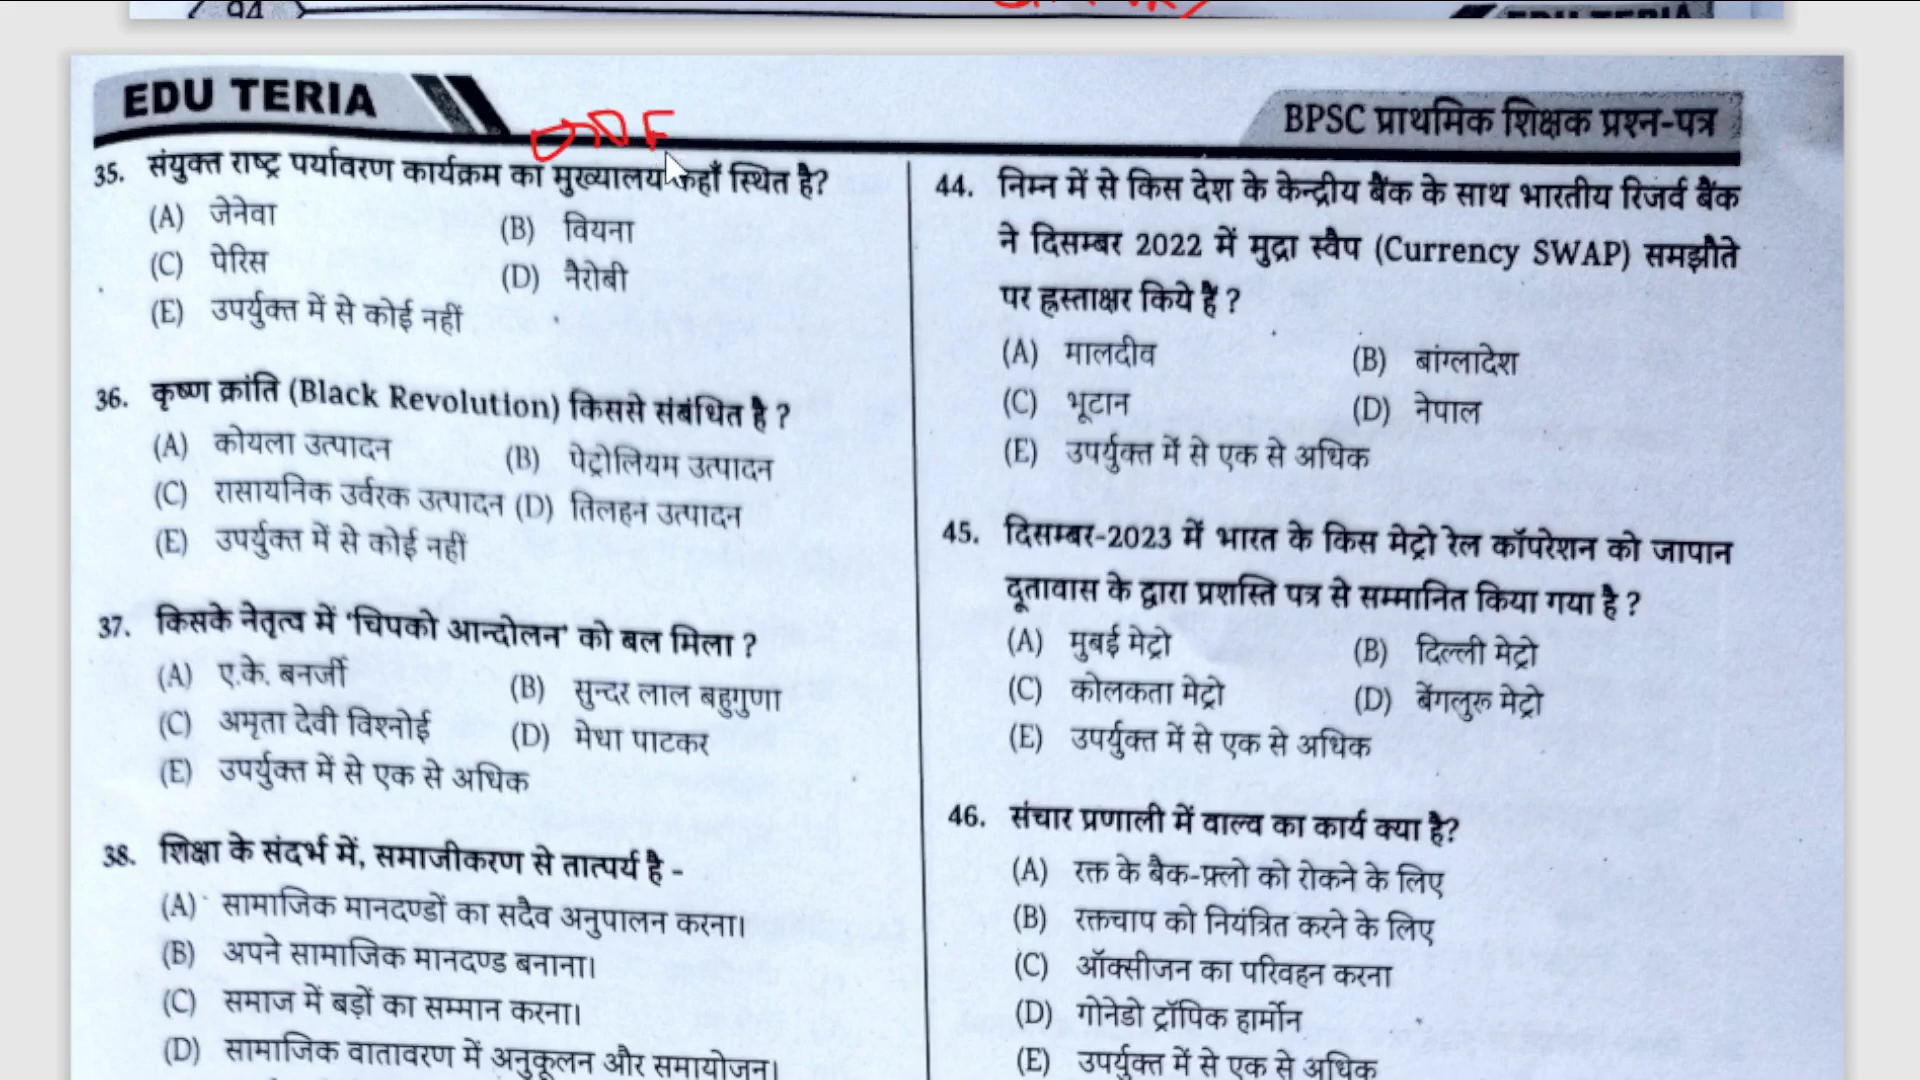 94
EDU TERIA
EDU TERIA
BPSC प्राथमिक शिक्षक प्रश्न-पत्र
35. संयुक्त राष्ट्र पर्यावरण कार्यक्रम का मुख्यालय कहाँ स्थित है?
(A) जेनेवा (B) वियना
(C) पेरिस (D) नैरोबी
(E) उपर्युक्त में से कोई नहीं
36. कृष्ण क्रांति (Black Revolution) किससे संबंधित है ?
(A) कोयला उत्पादन (B) पेट्रोलियम उत्पादन
(C) रासायनिक उर्वरक उत्पादन (D) तिलहन उत्पादन
(E) उपर्युक्त में से कोई नहीं
37. किसके नेतृत्व में 'चिपको आन्दोलन' को बल मिला ?
(A) ए.के. बनर्जी (B) सुन्दर लाल बहुगुणा
(C) अमृता देवी विश्नोई (D) मेधा पाटकर
(E) उपर्युक्त में से एक से अधिक
38. शिक्षा के संदर्भ में, समाजीकरण से तात्पर्य है -
(A) सामाजिक मानदण्डों का सदैव अनुपालन करना।
(B) अपने सामाजिक मानदण्ड बनाना।
(C) समाज में बड़ों का सम्मान करना।
(D) सामाजिक वातावरण में अनुकूलन और समायोजन।
44. निम्न में से किस देश के केन्द्रीय बैंक के साथ भारतीय रिजर्व बैंक
ने दिसम्बर 2022 में मुद्रा स्वैप (Currency SWAP) समझौते
पर ह्रस्ताक्षर किये हैं ?
(A) मालदीव (B) बांग्लादेश
(C) भूटान (D) नेपाल
(E) उपर्युक्त में से एक से अधिक
45. दिसम्बर-2023 में भारत के किस मेट्रो रेल कॉपरेशन को जापान
दूतावास के द्वारा प्रशस्ति पत्र से सम्मानित किया गया है ?
(A) मुबई मेट्रो (B) दिल्ली मेट्रो
(C) कोलकता मेट्रो (D) बेंगलुरू मेट्रो
(E) उपर्युक्त में से एक से अधिक
46. संचार प्रणाली में वाल्व का कार्य क्या है?
(A) रक्त के बैक-फ़्लो को रोकने के लिए
(B) रक्तचाप को नियंत्रित करने के लिए
(C) ऑक्सीजन का परिवहन करना
(D) गोनेडो ट्रॉपिक हार्मोन
(E) उपर्युक्त में से एक से अधिक